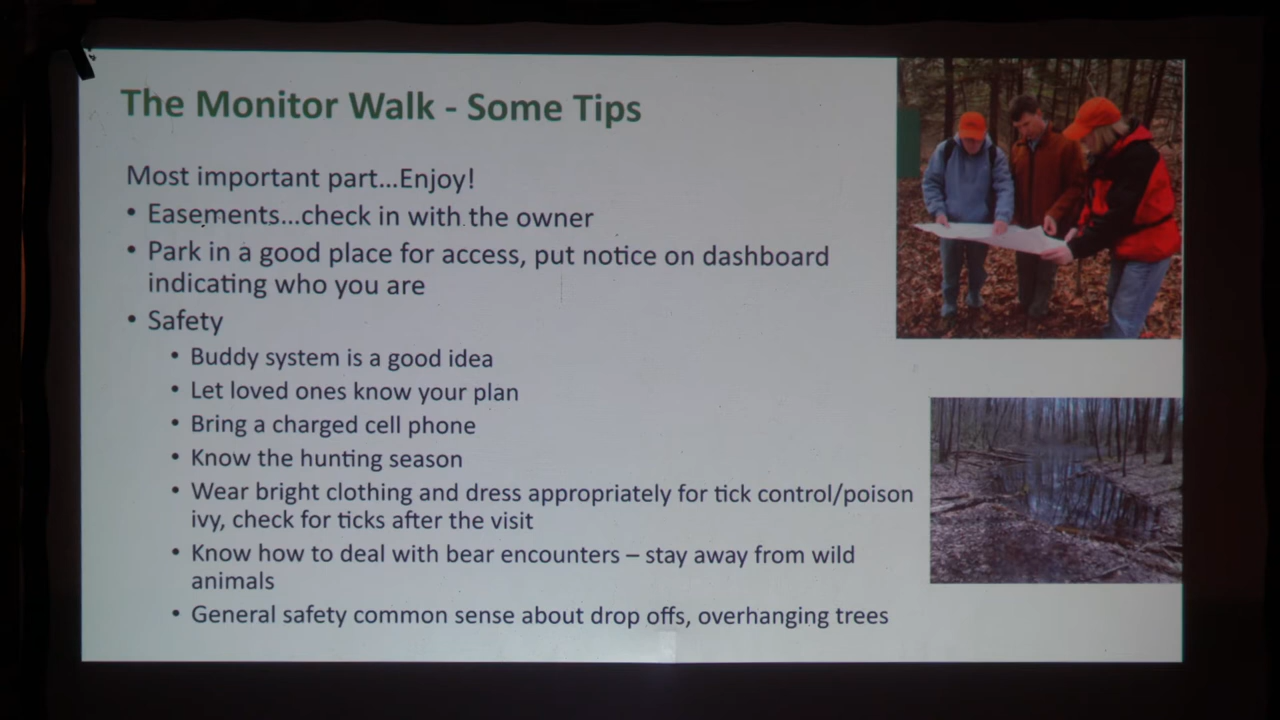 The Monitor Walk - Some Tips
Most important part...Enjoy!
• Easements...check in with the owner
• Park in a good place for access, put notice on dashboard
indicating who you are
• Safety
• Buddy system is a good idea
• Let loved ones know your plan
• Bring a charged cell phone
• Know the hunting season
• Wear bright clothing and dress appropriately for tick control/poison
ivy, check for ticks after the visit
• Know how to deal with bear encounters – stay away from wild
animals
• General safety common sense about drop offs, overhanging trees